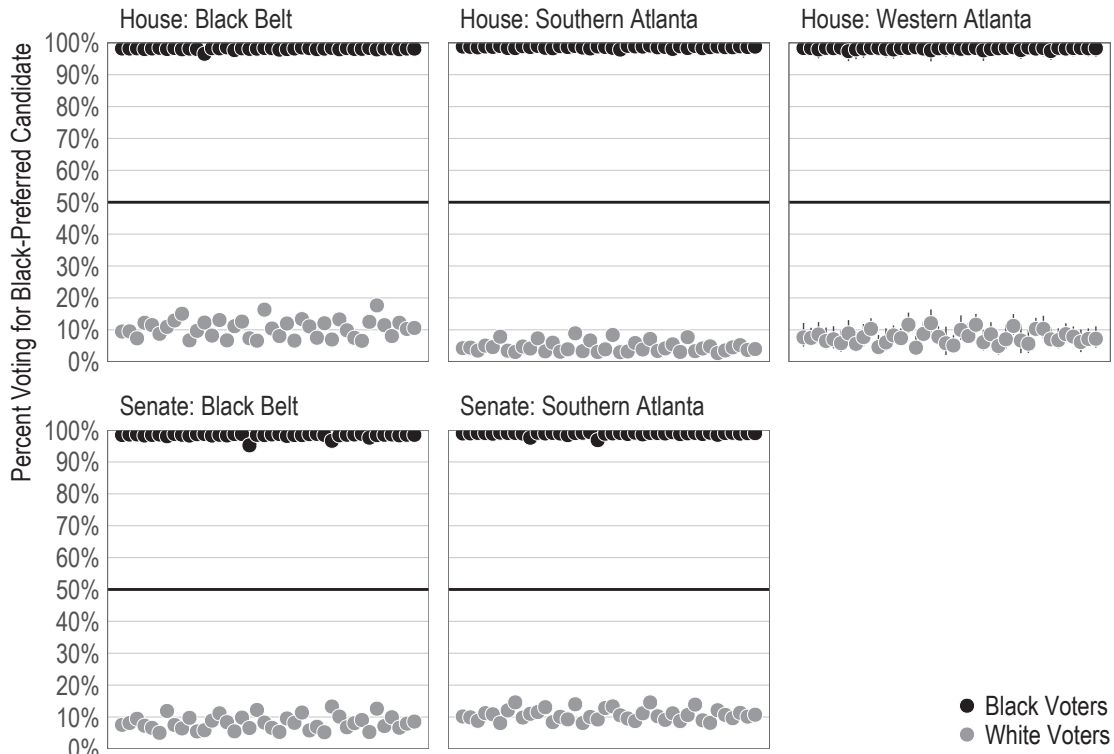 House: Black Belt
House: Southern Atlanta
House: Western Atlanta
Percent Voting for Black-Preferred Candidate
100%
90%
80%
70%
60%
50%
40%
30%
20%
10%
0%
Senate: Black Belt
Senate: Southern Atlanta
100%
90%
80%
70%
60%
50%
40%
30%
20%
10%
0%
Black Voters
White Voters